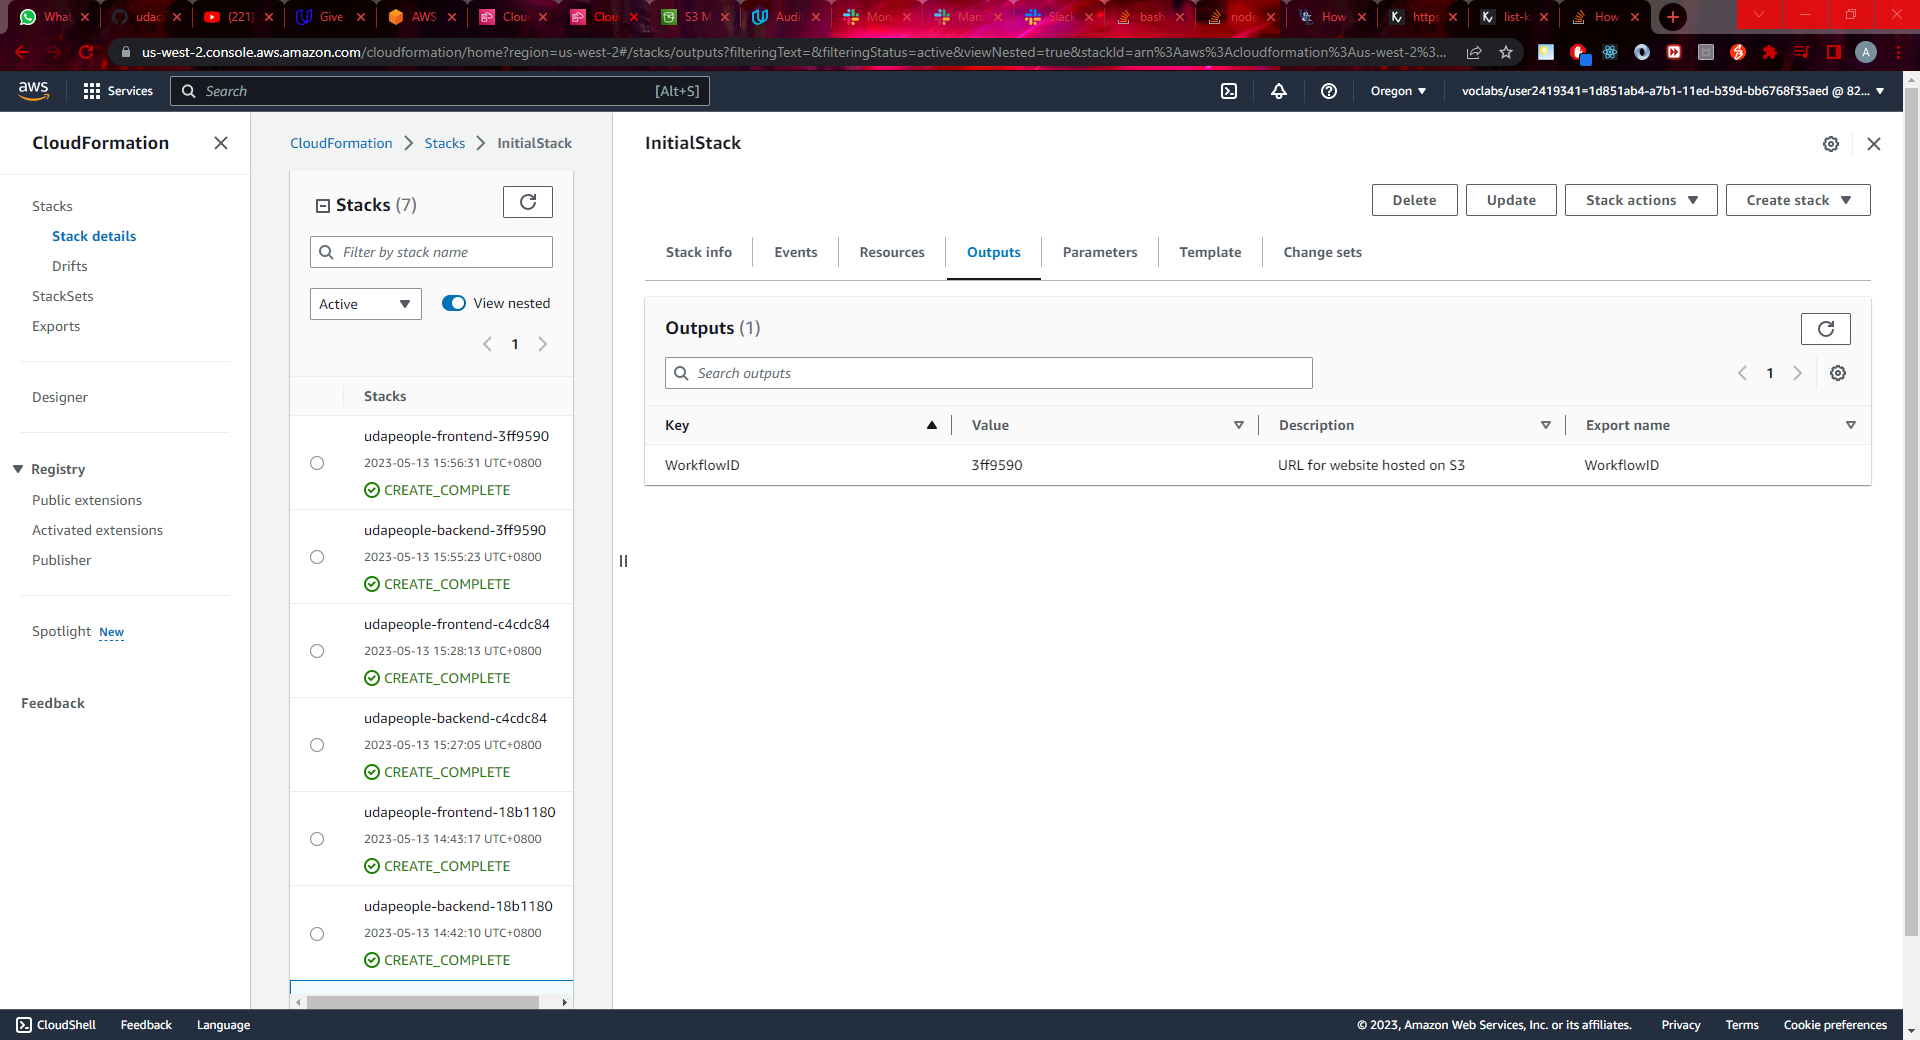 What
udac
(221)
Give
AWS
Clou
Clou
S3 M
Audi
Mon
Man
Slack
bash
node
How
https
list-k
How
us-west-2.console.aws.amazon.com/cloudformation/home?region=us-west-2#/stacks/outputs?filteringText=&filteringStatus=active&viewNested=true&stackId=arn%3Aaws%3Acloudformation%3Aus-west-2%3...
A
aws
Services
Search
[Alt+S]
Oregon
voclabs/user2419341=1d851ab4-a7b1-11ed-b39d-bb6768f35aed @ 82...
CloudFormation
Stacks
Stack details
Drifts
StackSets
Exports
Designer
Registry
Public extensions
Activated extensions
Publisher
Spotlight New
Feedback
CloudFormation
Stacks
InitialStack
Stacks (7)
Filter by stack name
Active
View nested
1
Stacks
udapeople-frontend-3ff9590
2023-05-13 15:56:31 UTC+0800
CREATE_COMPLETE
udapeople-backend-3ff9590
2023-05-13 15:55:23 UTC+0800
CREATE_COMPLETE
udapeople-frontend-c4cdc84
2023-05-13 15:28:13 UTC+0800
CREATE_COMPLETE
udapeople-backend-c4cdc84
2023-05-13 15:27:05 UTC+0800
CREATE_COMPLETE
udapeople-frontend-18b1180
2023-05-13 14:43:17 UTC+0800
CREATE_COMPLETE
udapeople-backend-18b1180
2023-05-13 14:42:10 UTC+0800
CREATE_COMPLETE
InitialStack
Delete
Update
Stack actions
Create stack
Stack info
Events
Resources
Outputs
Parameters
Template
Change sets
Outputs (1)
Search outputs
1
Key
Value
Description
Export name
WorkflowID
3ff9590
URL for website hosted on S3
WorkflowID
CloudShell
Feedback
Language
© 2023, Amazon Web Services, Inc. or its affiliates.
Privacy
Terms
Cookie preferences